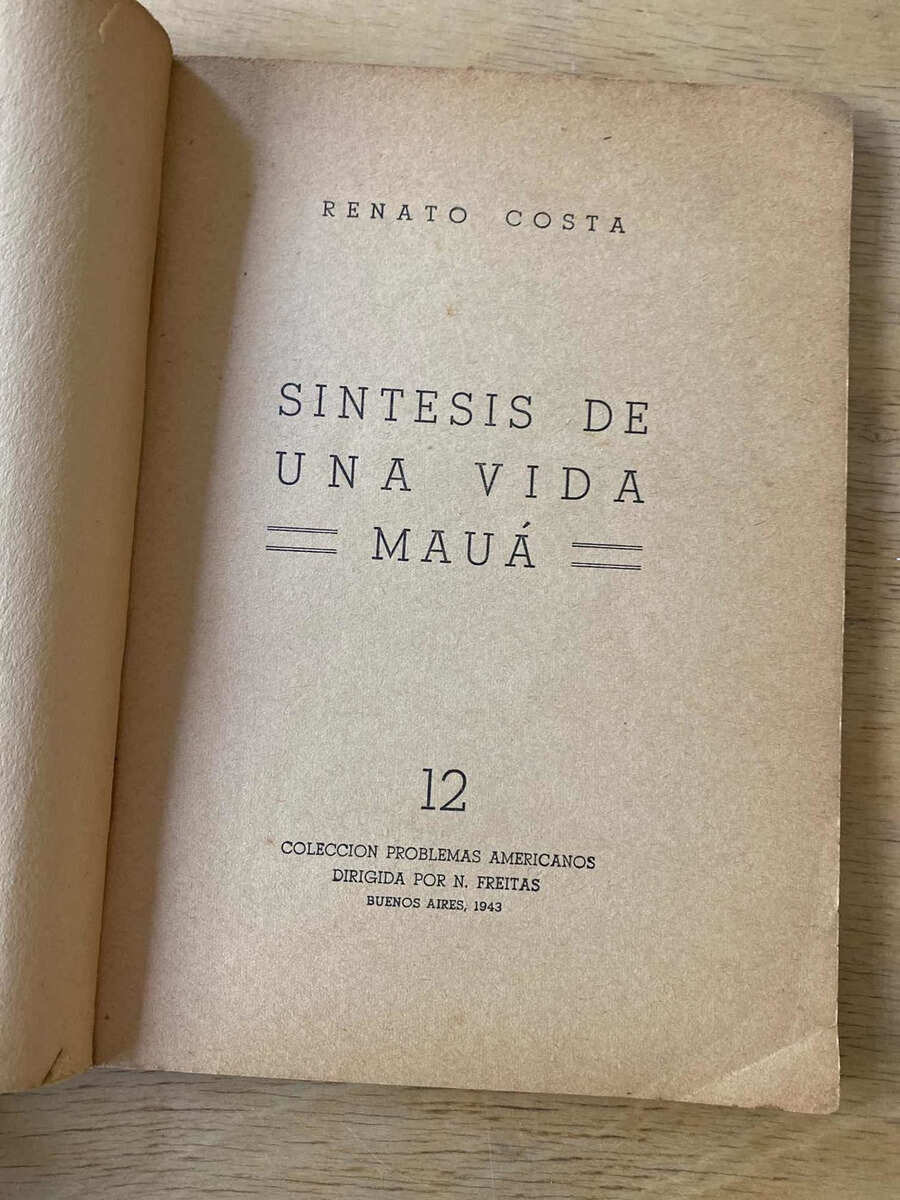 RENATO COSTA
SINTESIS DE
UNA VIDA
MAUÁ
12
COLECCION PROBLEMAS AMERICANOS
DIRIGIDA POR N. FREITAS
BUENOS AIRES, 1943